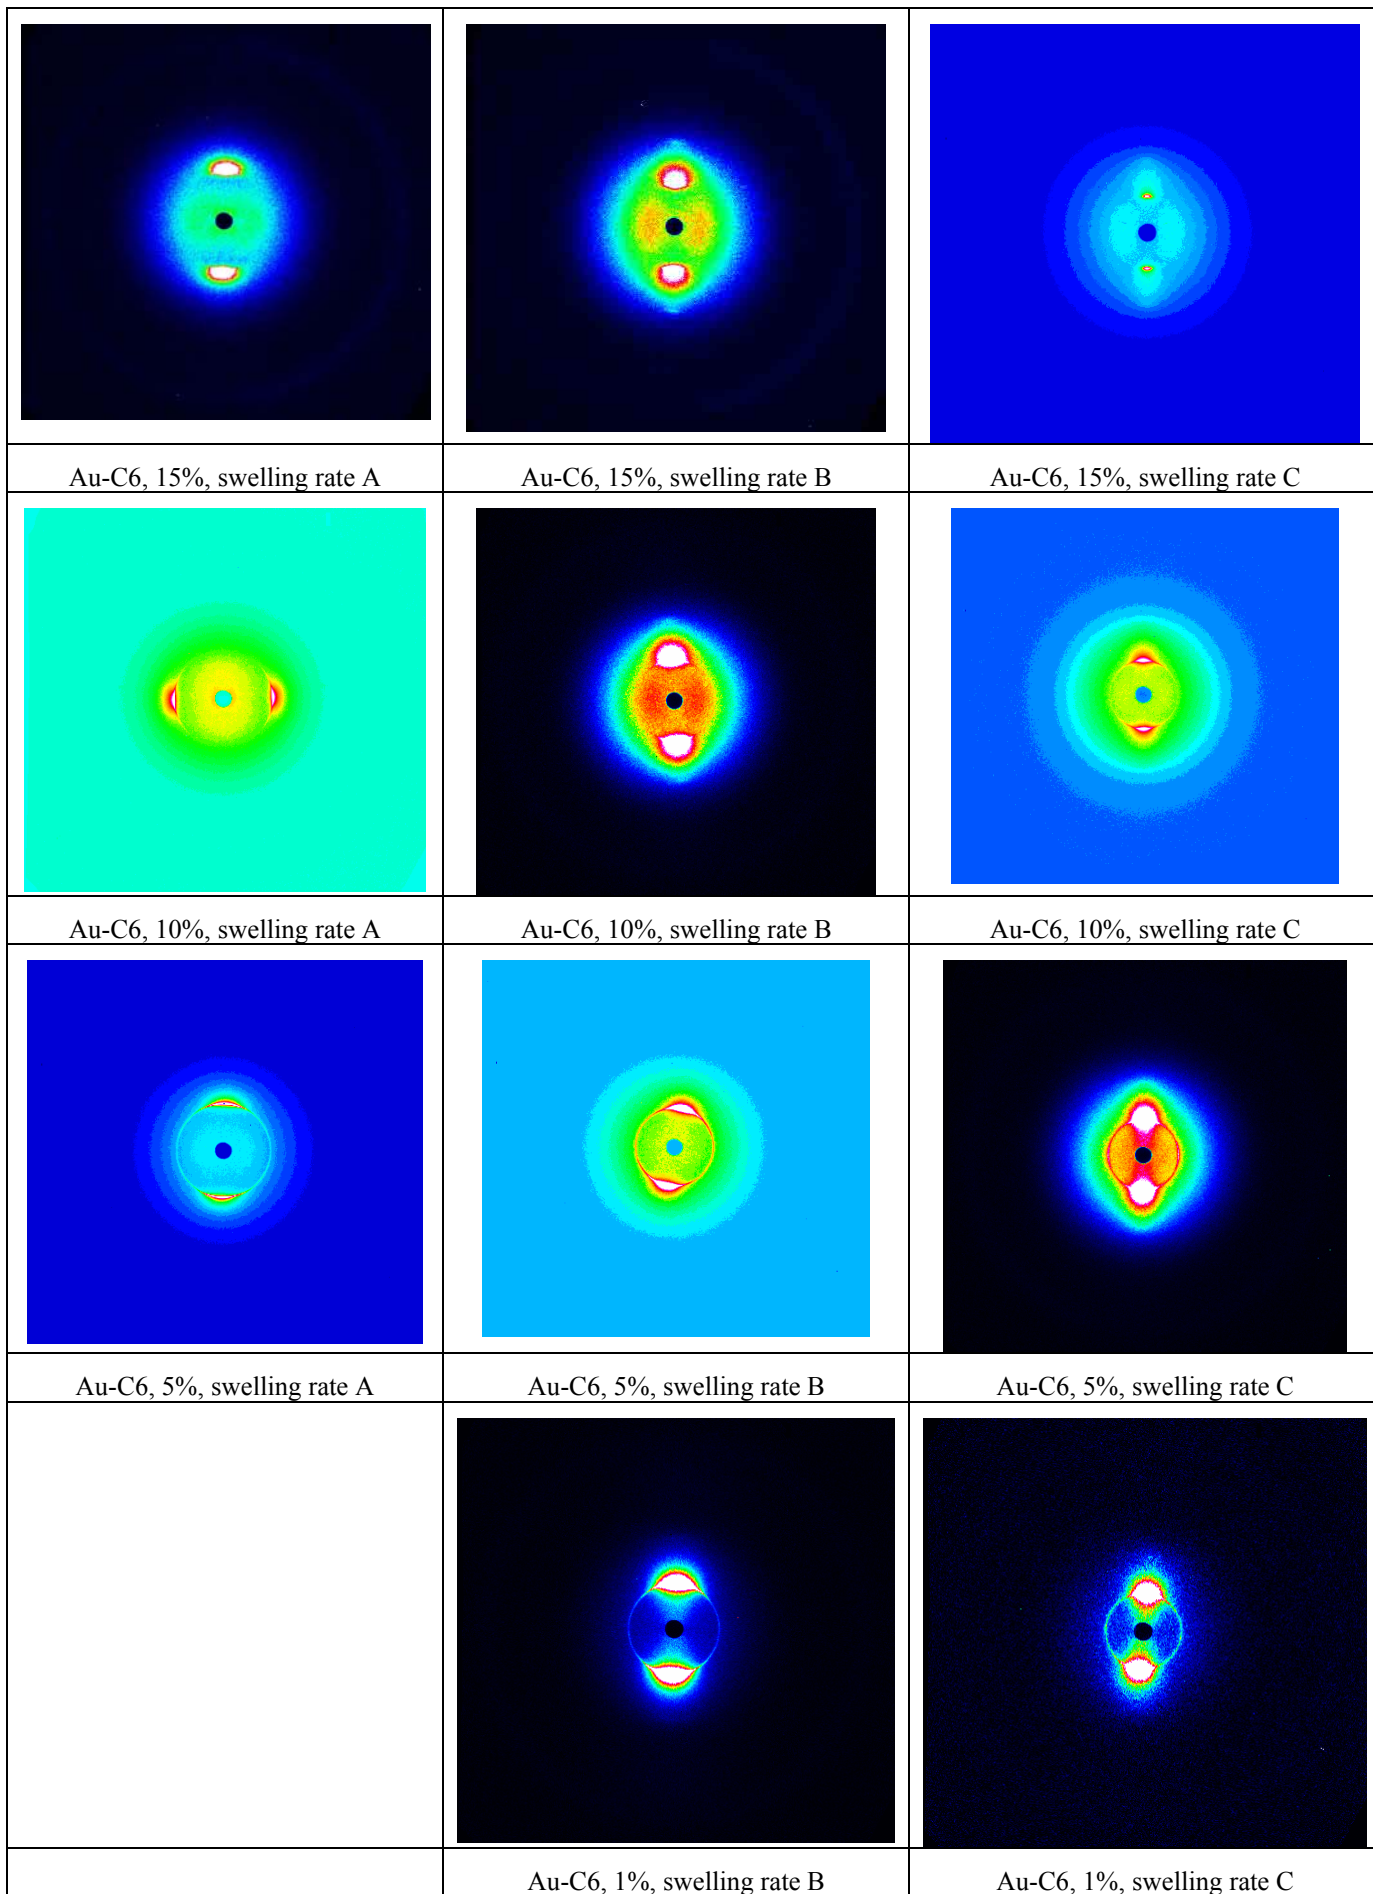 Au-C6, 15%, swelling rate A
Au-C6, 15%, swelling rate B
Au-C6, 15%, swelling rate C
Au-C6, 10%, swelling rate A
Au-C6, 10%, swelling rate B
Au-C6, 10%, swelling rate C
Au-C6, 5%, swelling rate A
Au-C6, 5%, swelling rate B
Au-C6, 5%, swelling rate C
Au-C6, 1%, swelling rate B
Au-C6, 1%, swelling rate C